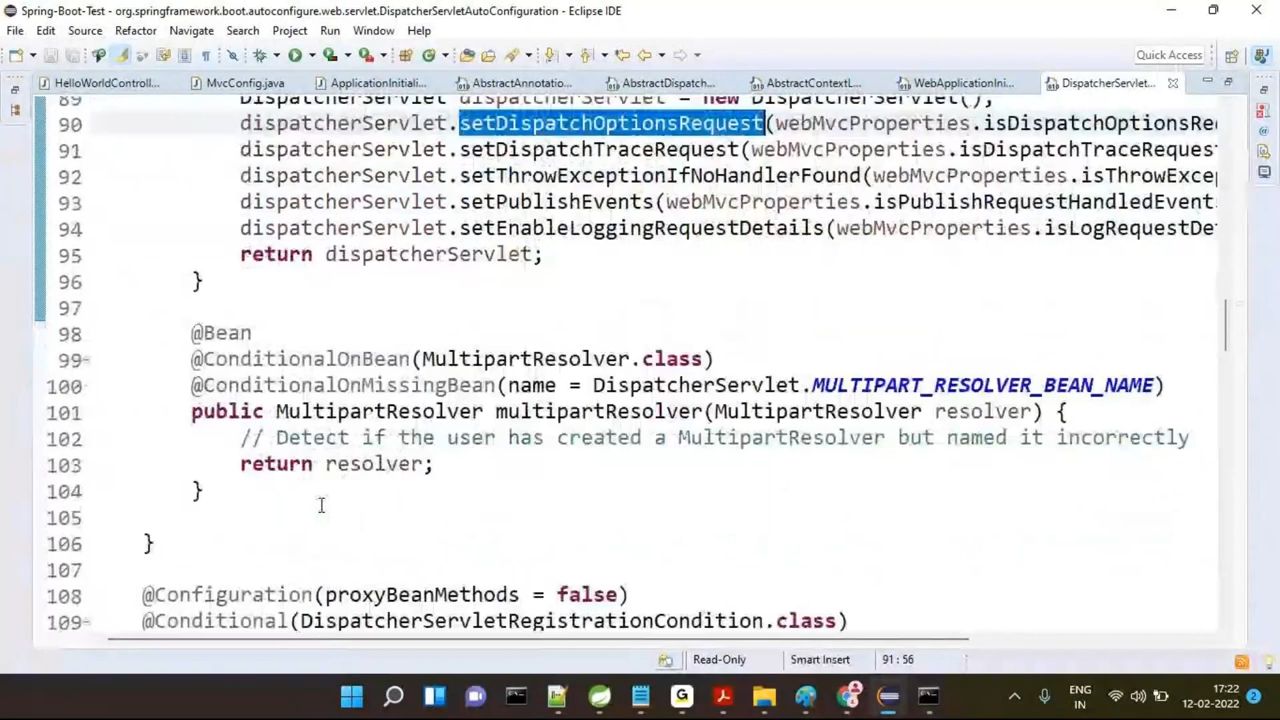 Spring-Boot-Test - org.springframework.boot.autoconfigure.web.servlet.DispatcherServletAutoConfiguration - Eclipse IDE
File Edit Source Refactor Navigate Search Project Run Window Help
Quick Access
HelloWorldControll... MvcConfig.java ApplicationInitiali... AbstractAnnotatio... AbstractDispatch... AbstractContextL... WebApplicationIni... DispatcherServlet...
89 DispatcherServlet dispatcherServlet = new DispatcherServlet();
90 dispatcherServlet.setDispatchOptionsRequest(webMvcProperties.isDispatchOptionsRe
91 dispatcherServlet.setDispatchTraceRequest(webMvcProperties.isDispatchTraceReques
92 dispatcherServlet.setThrowExceptionIfNoHandlerFound(webMvcProperties.isThrowExce
93 dispatcherServlet.setPublishEvents(webMvcProperties.isPublishRequestHandledEvent
94 dispatcherServlet.setEnableLoggingRequestDetails(webMvcProperties.isLogRequestDe
95 return dispatcherServlet;
96 }
97
98 @Bean
99 @ConditionalOnBean(MultipartResolver.class)
100 @ConditionalOnMissingBean(name = DispatcherServlet.MULTIPART_RESOLVER_BEAN_NAME)
101 public MultipartResolver multipartResolver(MultipartResolver resolver) {
102 // Detect if the user has created a MultipartResolver but named it incorrectly
103 return resolver;
104 }
105
106 }
107
108 @Configuration(proxyBeanMethods = false)
109 @Conditional(DispatcherServletRegistrationCondition.class)
Read-Only Smart Insert 91 : 56
ENG 17:22
IN 12-02-2022 2